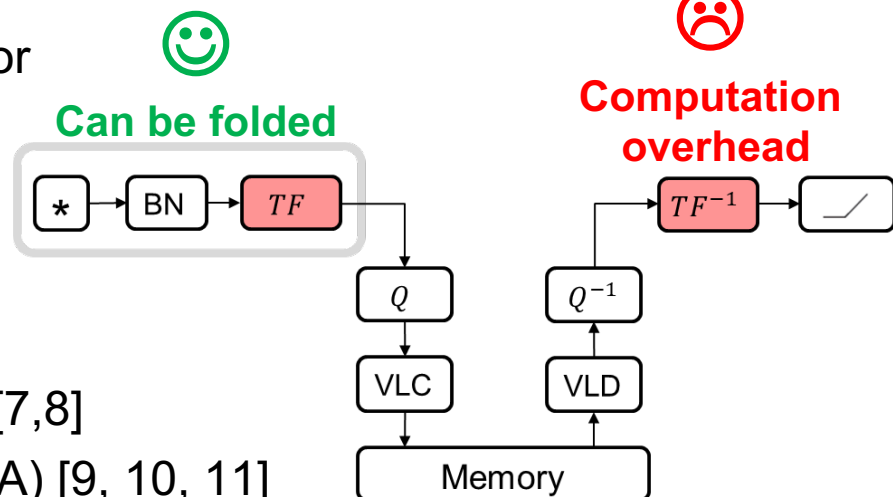 or
Can be folded
Computation
overhead
* BN TF
TF⁻¹
Q
Q⁻¹
VLC
VLD
[7,8]
A) [9, 10, 11]
Memory